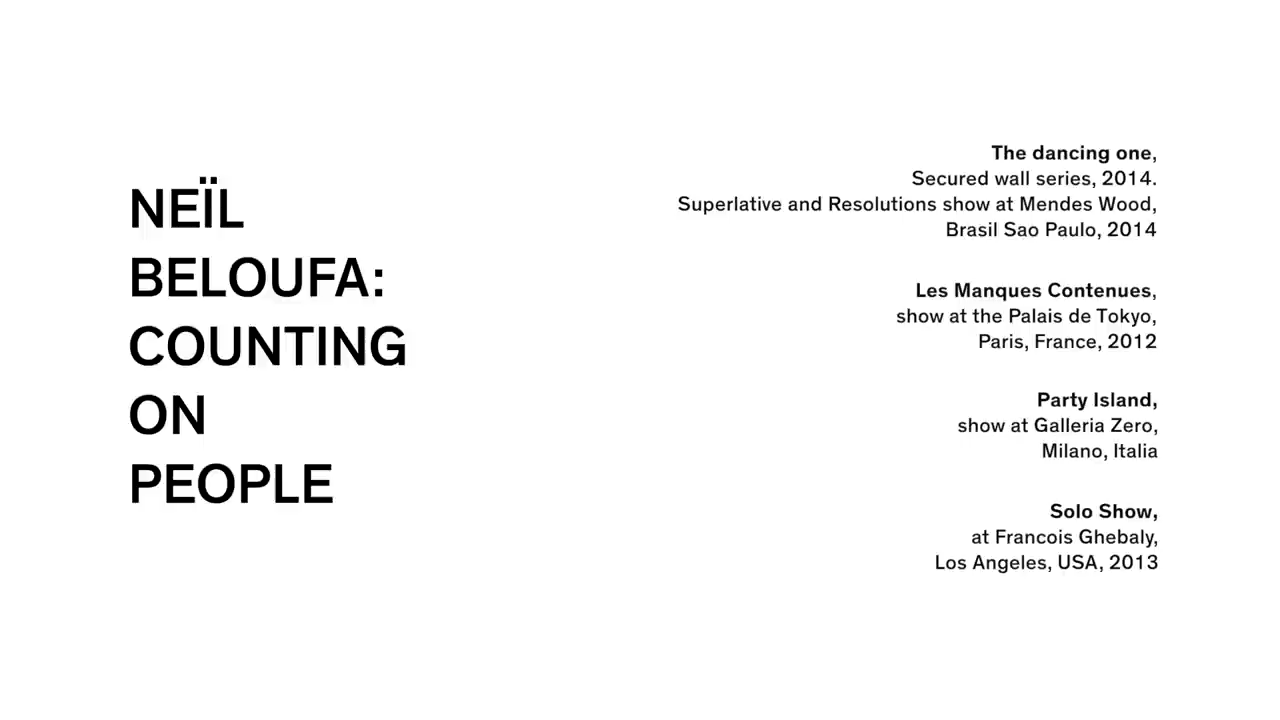 NEÏL
BELOUFA:
COUNTING
ON
PEOPLE
The dancing one,
Secured wall series, 2014.
Superlative and Resolutions show at Mendes Wood,
Brasil Sao Paulo, 2014
Les Manques Contenues,
show at the Palais de Tokyo,
Paris, France, 2012
Party Island,
show at Galleria Zero,
Milano, Italia
Solo Show,
at Francois Ghebaly,
Los Angeles, USA, 2013